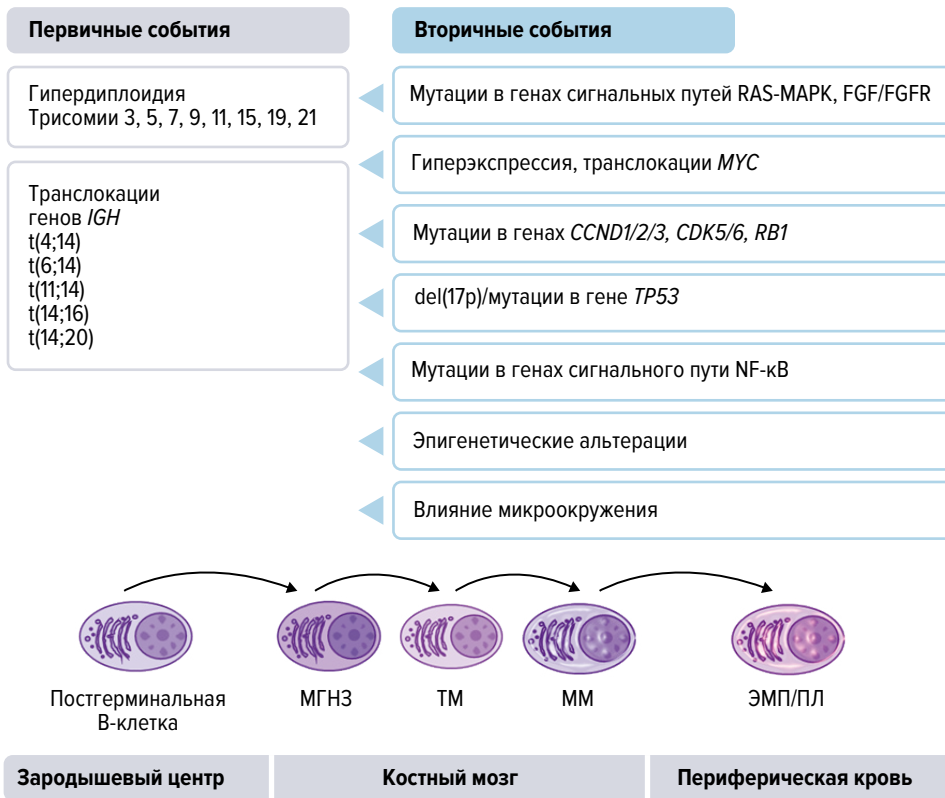 Первичные события
Вторичные события
Гипердиплоидия
Трисомии 3, 5, 7, 9, 11, 15, 19, 21
Транслокации
генов IGH
t(4;14)
t(6;14)
t(11;14)
t(14;16)
t(14;20)
Мутации в генах сигнальных путей RAS-MAPK, FGF/FGFR
Гиперэкспрессия, транслокации MYC
Мутации в генах CCND1/2/3, CDK5/6, RB1
del(17p)/мутации в гене TP53
Мутации в генах сигнального пути NF-κB
Эпигенетические альтерации
Влияние микроокружения
Постгерминальная
В-клетка
МГНЗ
ТМ
ММ
ЭМП/ПЛ
Зародышевый центр
Костный мозг
Периферическая кровь